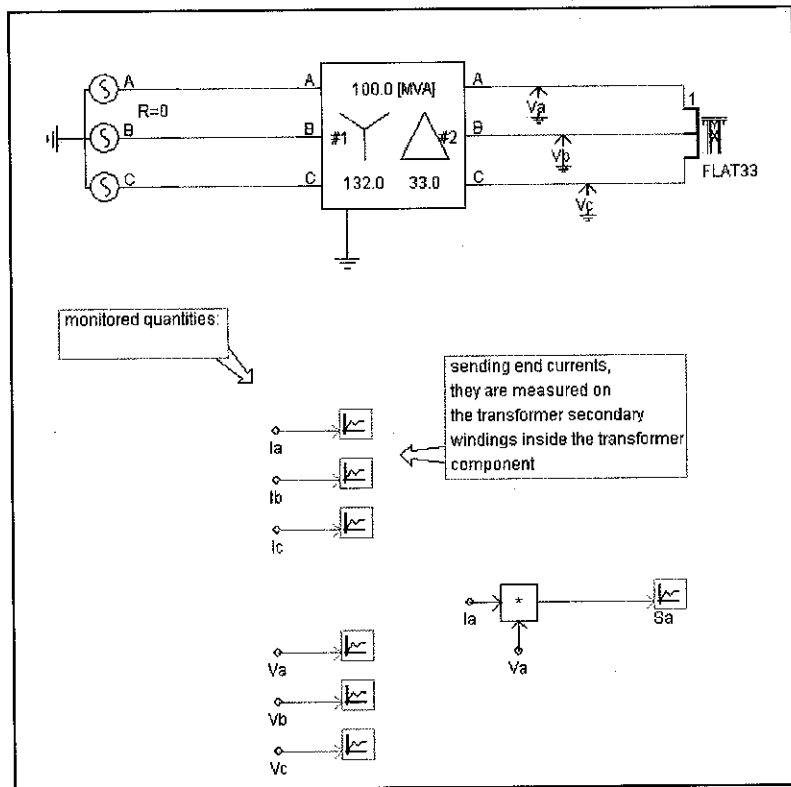 A
A
100.0 [MVA]
A
R=0
Va
1
B
B
#1
#2
B
Vb
FLAT33
C
C
132.0
33.0
C
Vc
monitored quantities:
sending end currents,
they are measured on
the transformer secondary
windings inside the transformer
component
Ia
Ib
Ic
Ia
*
Sa
Va
Va
Vb
Vc